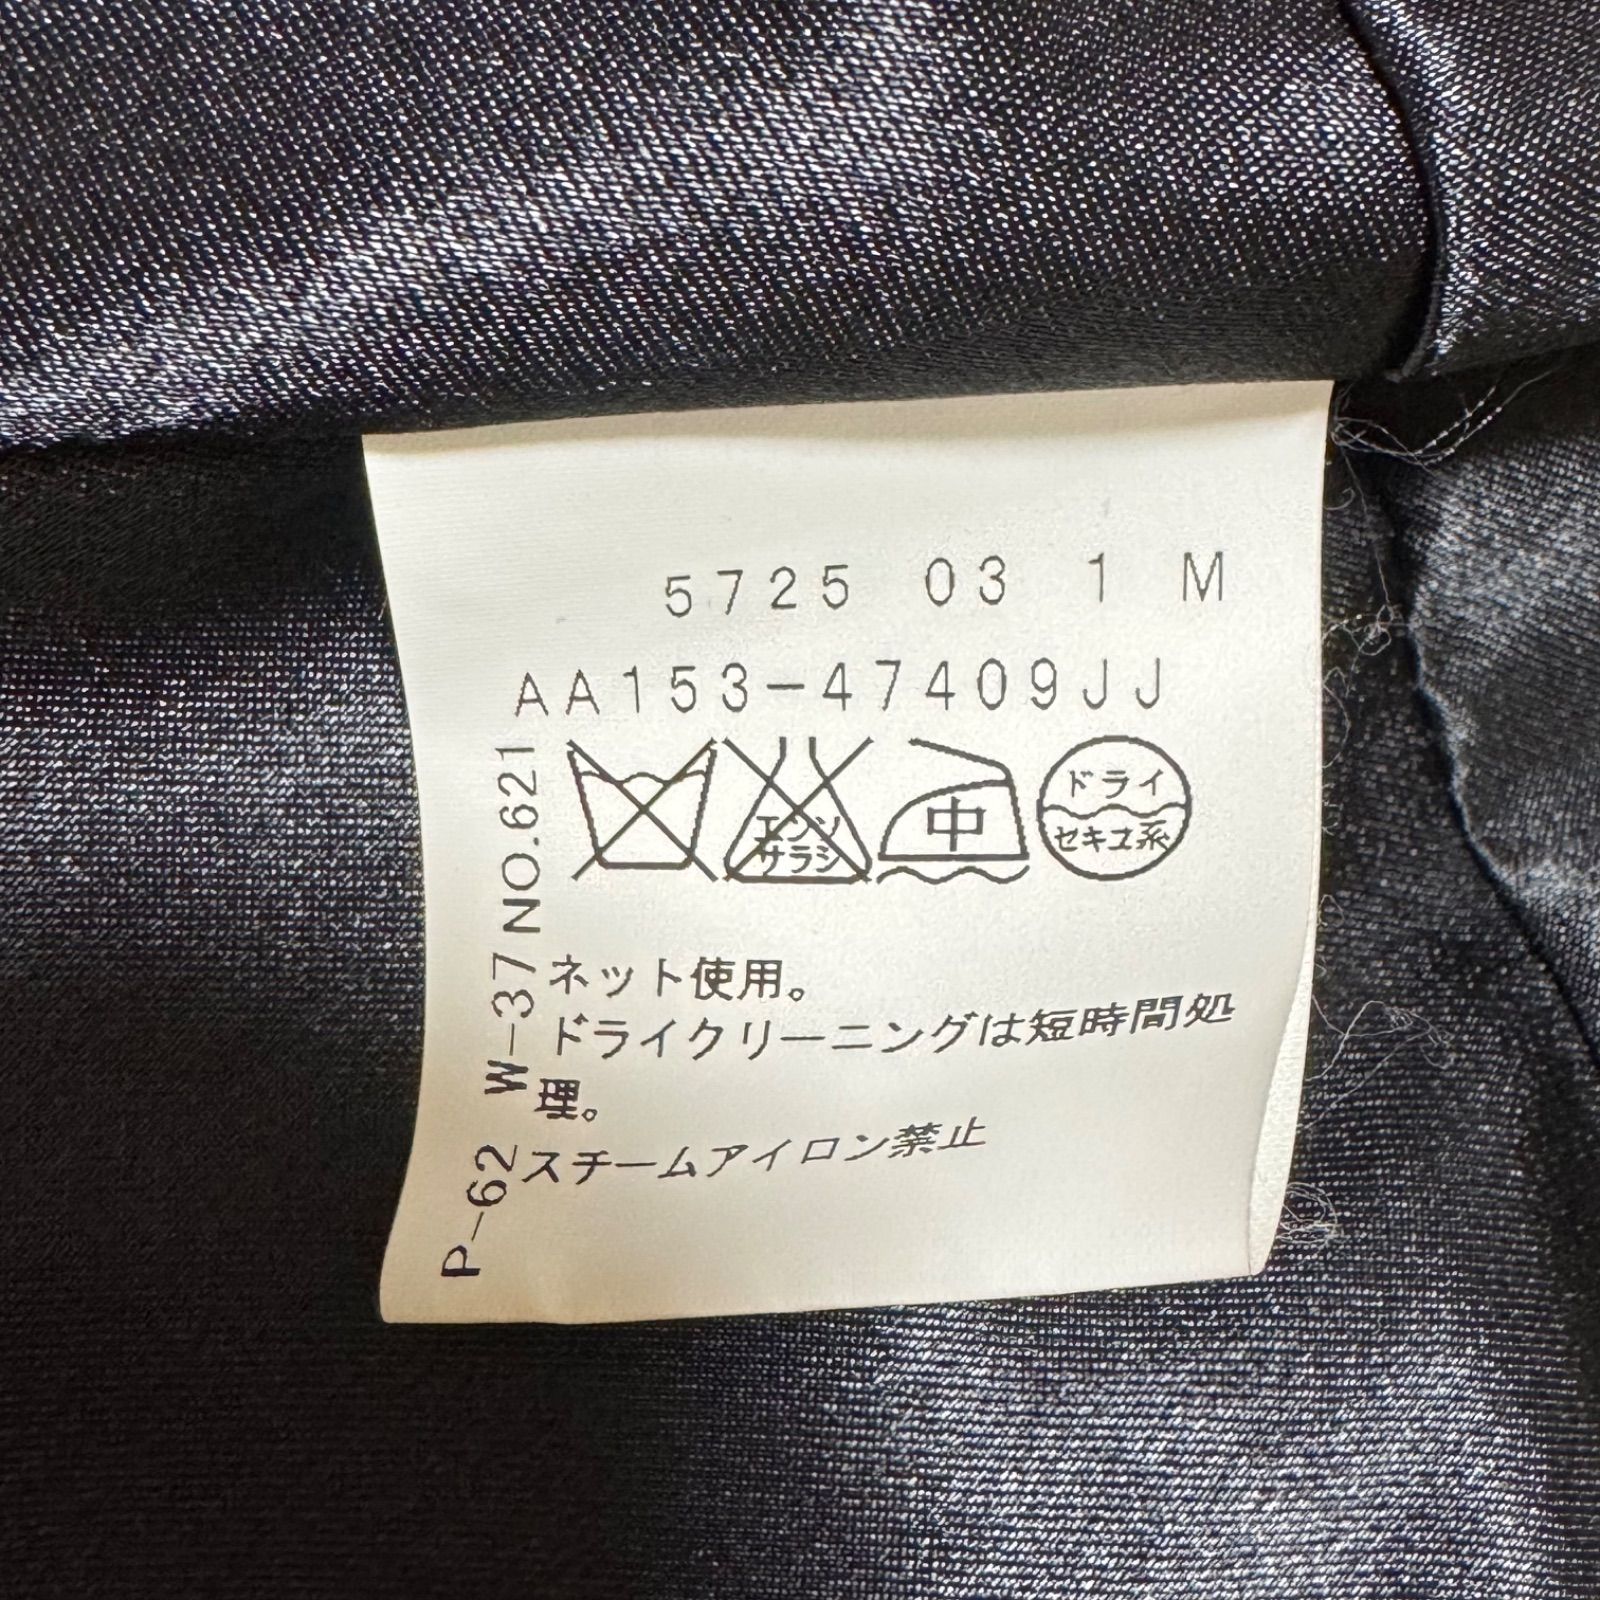 5725 03 1 M
AA153-47409JJ
エンソ
サラシ
中
ドライ
セキユ系
ネット使用。
ドライクリーニングは短時間処
理。
スチームアイロン禁止
P-62 W-37 NO.621